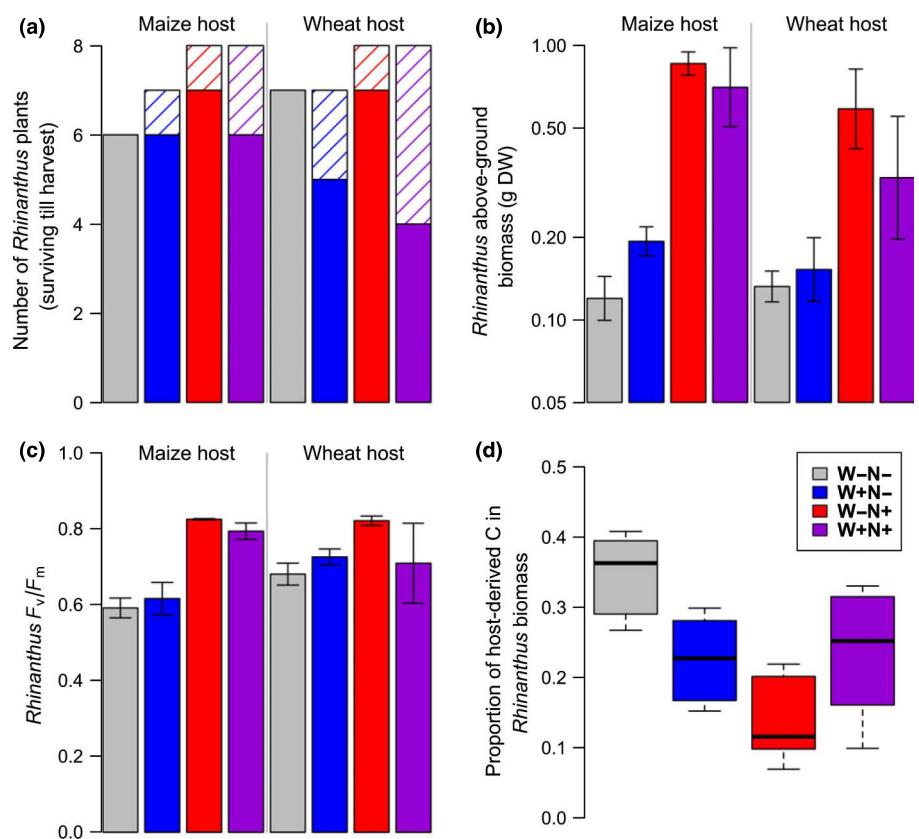 (a)
Maize host
Wheat host
Number of Rhinanthus plants
(surviving till harvest)
8
6
4
2
0
(b)
Maize host
Wheat host
Rhinanthus above-ground
biomass (g DW)
1.00
0.50
0.20
0.10
0.05
(c)
Maize host
Wheat host
Rhinanthus Fv/Fm
1.0
0.8
0.6
0.4
0.2
0.0
(d)
Proportion of host-derived C in
Rhinanthus biomass
0.5
0.4
0.3
0.2
0.1
0.0
W−N−
W+N−
W−N+
W+N+